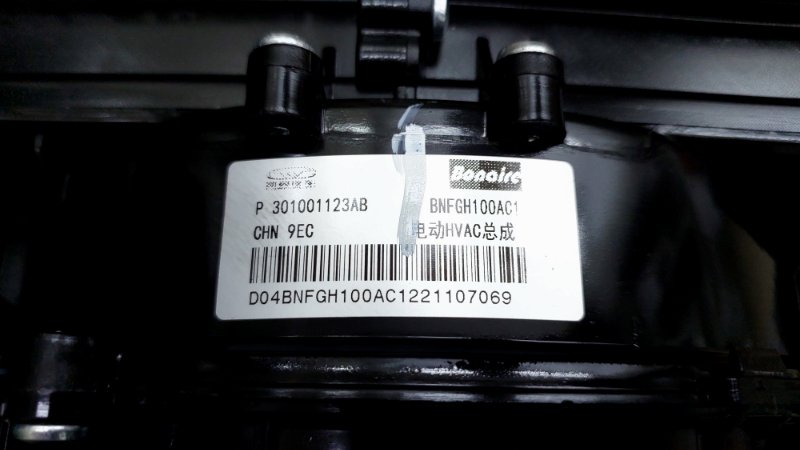 Bonaire
P 301001123AB BNFGH100AC1
CHN 9EC 电动HVAC总成
D04BNFGH100AC1221107069